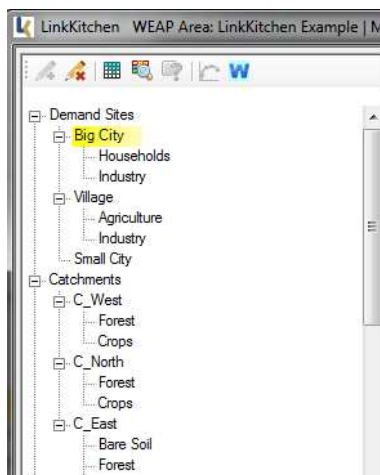 LinkKitchen WEAP Area: LinkKitchen Example | M
W
Demand Sites
Big City
Households
Industry
Village
Agriculture
Industry
Small City
Catchments
C_West
Forest
Crops
C_North
Forest
Crops
C_East
Bare Soil
Forest